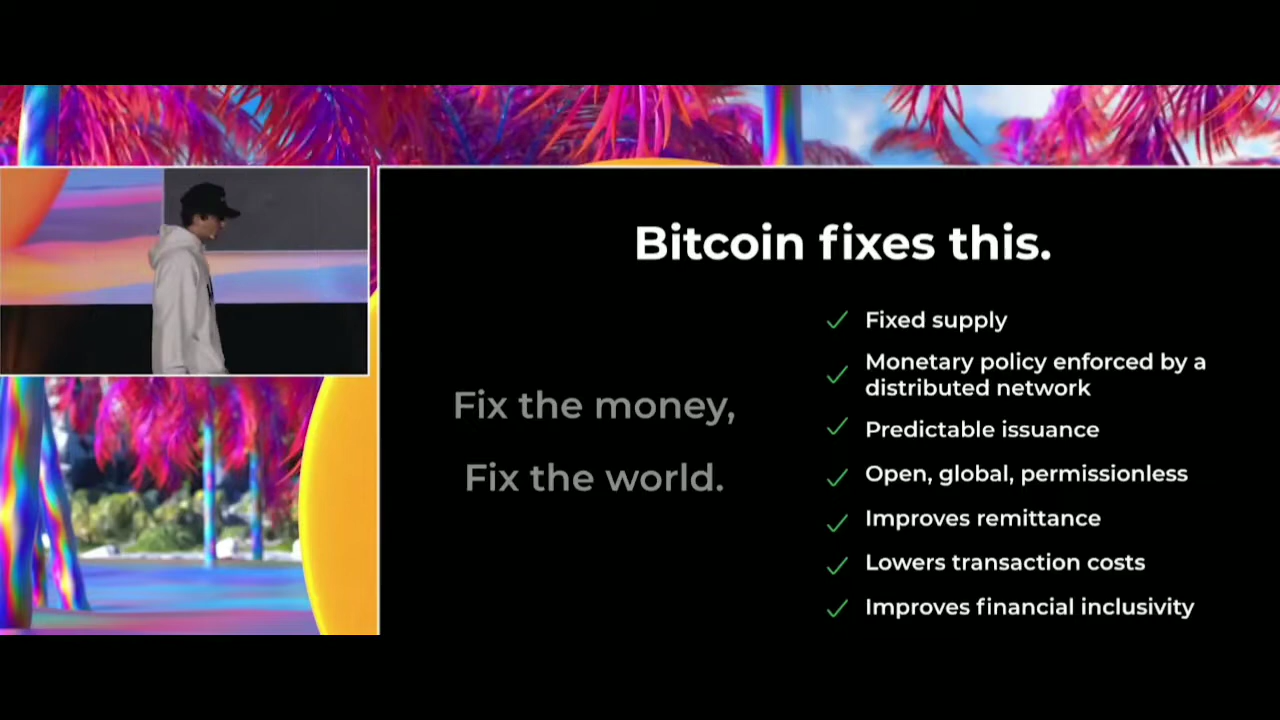 Bitcoin fixes this.
Fix the money,
Fix the world.
Fixed supply
Monetary policy enforced by a
distributed network
Predictable issuance
Open, global, permissionless
Improves remittance
Lowers transaction costs
Improves financial inclusivity